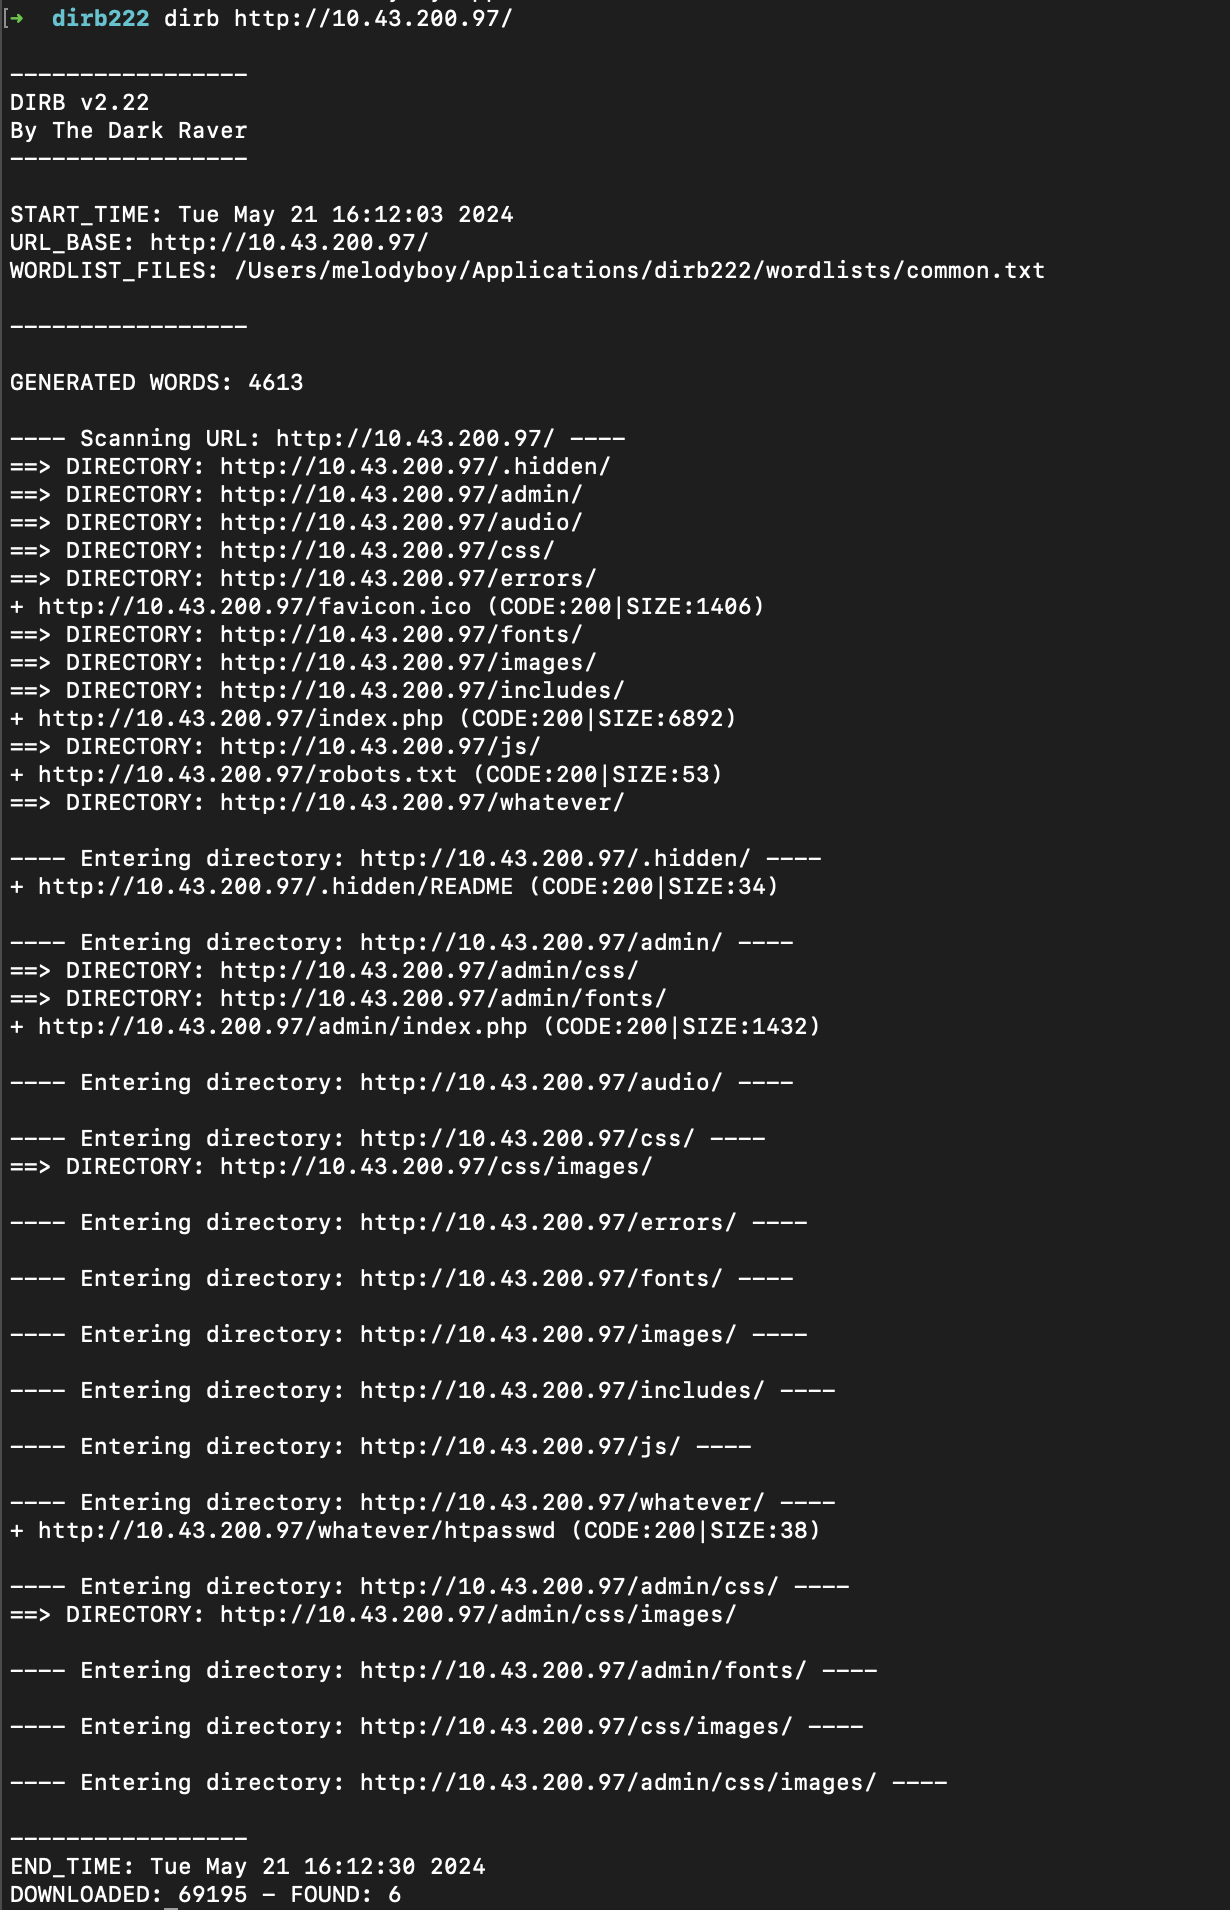 [➜  dirb222 dirb http://10.43.200.97/
-----------------
DIRB v2.22
By The Dark Raver
-----------------
START_TIME: Tue May 21 16:12:03 2024
URL_BASE: http://10.43.200.97/
WORDLIST_FILES: /Users/melodyboy/Applications/dirb222/wordlists/common.txt
-----------------
GENERATED WORDS: 4613
---- Scanning URL: http://10.43.200.97/ ----
==> DIRECTORY: http://10.43.200.97/.hidden/
==> DIRECTORY: http://10.43.200.97/admin/
==> DIRECTORY: http://10.43.200.97/audio/
==> DIRECTORY: http://10.43.200.97/css/
==> DIRECTORY: http://10.43.200.97/errors/
+ http://10.43.200.97/favicon.ico (CODE:200|SIZE:1406)
==> DIRECTORY: http://10.43.200.97/fonts/
==> DIRECTORY: http://10.43.200.97/images/
==> DIRECTORY: http://10.43.200.97/includes/
+ http://10.43.200.97/index.php (CODE:200|SIZE:6892)
==> DIRECTORY: http://10.43.200.97/js/
+ http://10.43.200.97/robots.txt (CODE:200|SIZE:53)
==> DIRECTORY: http://10.43.200.97/whatever/
---- Entering directory: http://10.43.200.97/.hidden/ ----
+ http://10.43.200.97/.hidden/README (CODE:200|SIZE:34)
---- Entering directory: http://10.43.200.97/admin/ ----
==> DIRECTORY: http://10.43.200.97/admin/css/
==> DIRECTORY: http://10.43.200.97/admin/fonts/
+ http://10.43.200.97/admin/index.php (CODE:200|SIZE:1432)
---- Entering directory: http://10.43.200.97/audio/ ----
---- Entering directory: http://10.43.200.97/css/ ----
==> DIRECTORY: http://10.43.200.97/css/images/
---- Entering directory: http://10.43.200.97/errors/ ----
---- Entering directory: http://10.43.200.97/fonts/ ----
---- Entering directory: http://10.43.200.97/images/ ----
---- Entering directory: http://10.43.200.97/includes/ ----
---- Entering directory: http://10.43.200.97/js/ ----
---- Entering directory: http://10.43.200.97/whatever/ ----
+ http://10.43.200.97/whatever/htpasswd (CODE:200|SIZE:38)
---- Entering directory: http://10.43.200.97/admin/css/ ----
==> DIRECTORY: http://10.43.200.97/admin/css/images/
---- Entering directory: http://10.43.200.97/admin/fonts/ ----
---- Entering directory: http://10.43.200.97/css/images/ ----
---- Entering directory: http://10.43.200.97/admin/css/images/ ----
-----------------
END_TIME: Tue May 21 16:12:30 2024
DOWNLOADED: 69195 - FOUND: 6